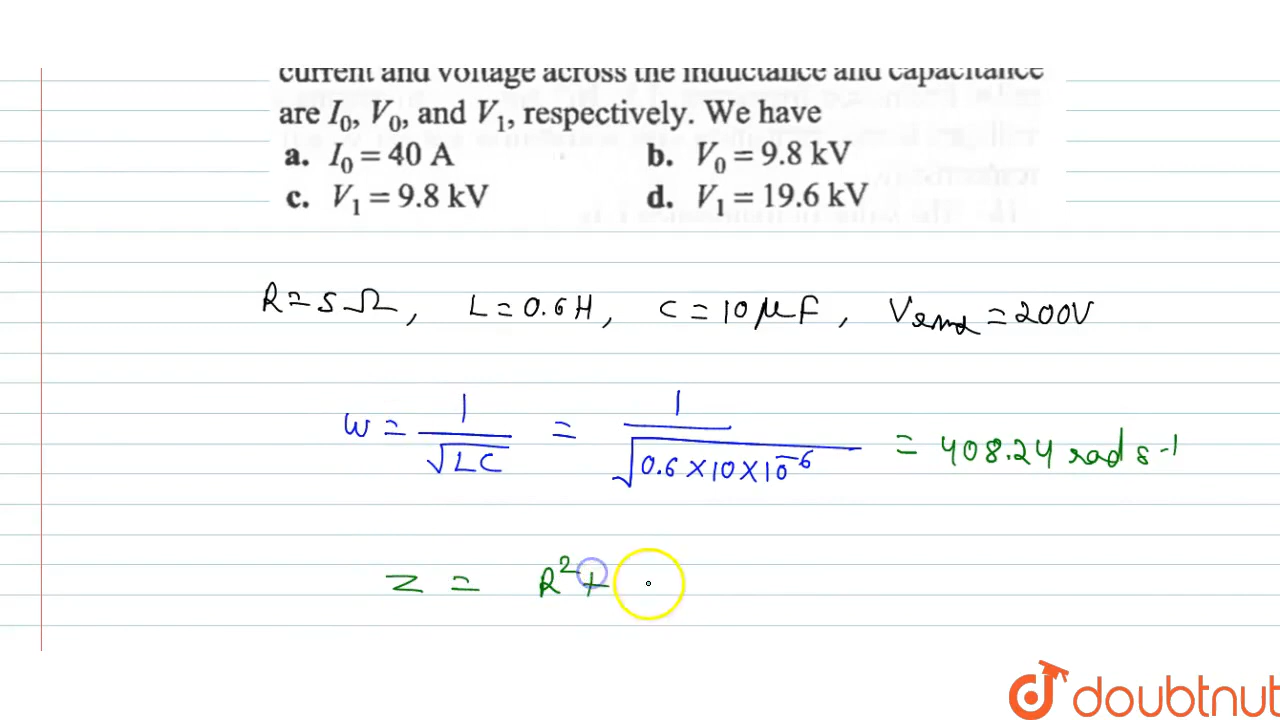 current and voltage across the inductance and capacitance
are I₀, V₀, and V₁, respectively. We have
a. I₀ = 40 A b. V₀ = 9.8 kV
c. V₁ = 9.8 kV d. V₁ = 19.6 kV
R = 5 Ω, L = 0.6 H, C = 10 μF, Vrms = 200V
W = 1/√LC = 1/√0.6 × 10 × 10⁻⁶ = 408.24 rad s⁻¹
Z = R² +
doubtnut